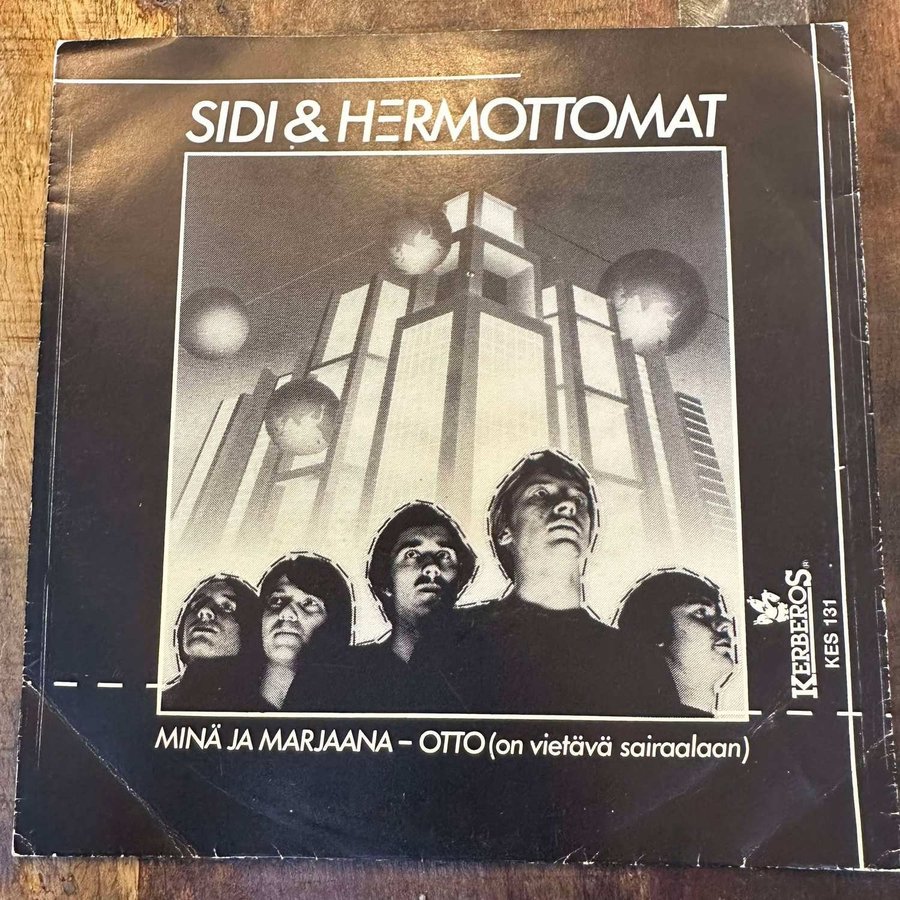 SIDI & HERMOTTOMAT
MINÄ JA MARJAANA – OTTO (on vietävä sairaalaan)
KERBEROS®
KES 131